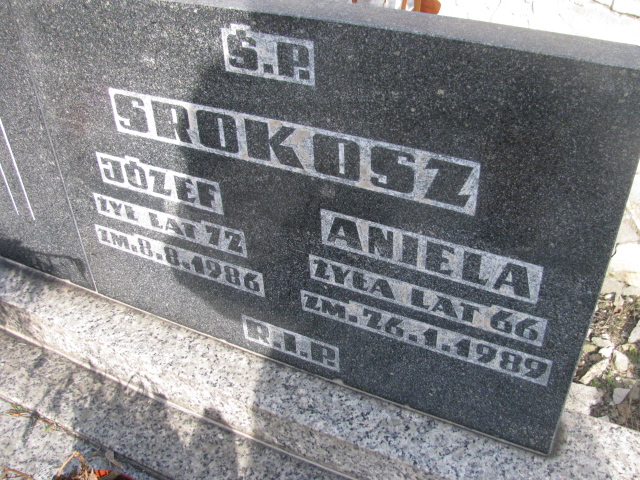 Ś.P.
SROKOSZ
JÓZEF
ŻYŁ LAT 72
ZM. 8.8.1986
ANIELA
ŻYŁA LAT 66
ZM. 26.1.1989
R.I.P.